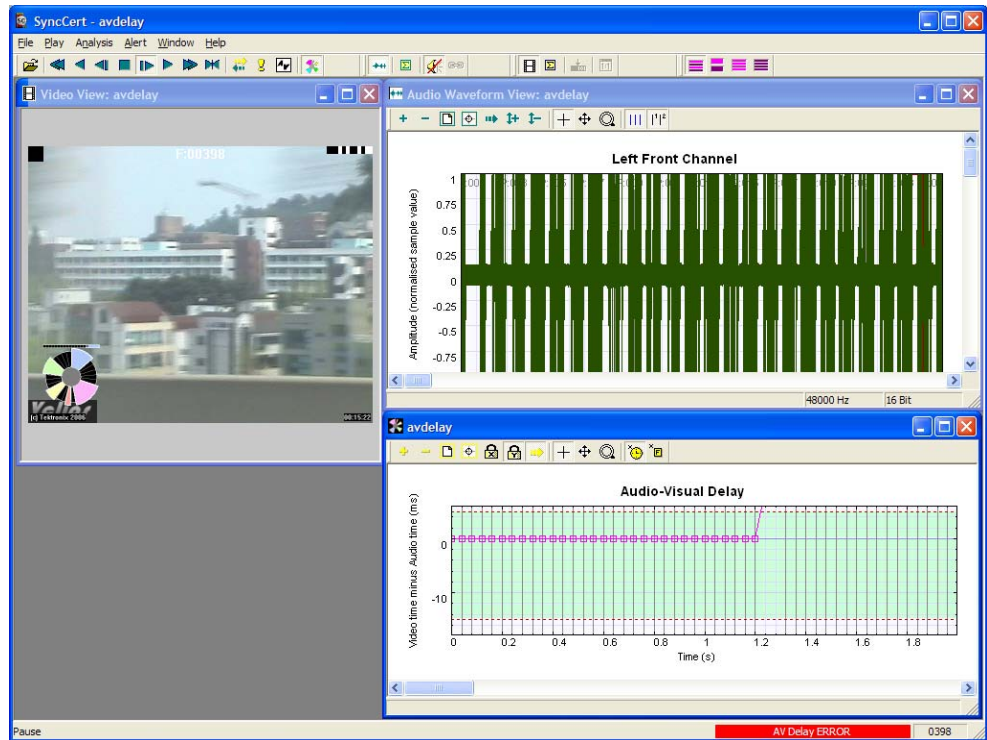 SyncCert - avdelay
File Play Analysis Alert Window Help
Video View: avdelay
F:00398
(c) Tektronix 2006
00:15:22
Audio Waveform View: avdelay
Left Front Channel
Amplitude (normalised sample value)
1
0.75
0.5
0.25
0
-0.25
-0.5
-0.75
48000 Hz 16 Bit
avdelay
Audio-Visual Delay
Video time minus Audio time (ms)
0
-10
0 0.2 0.4 0.6 0.8 1 1.2 1.4 1.6 1.8
Time (s)
Pause AV Delay ERROR 0398